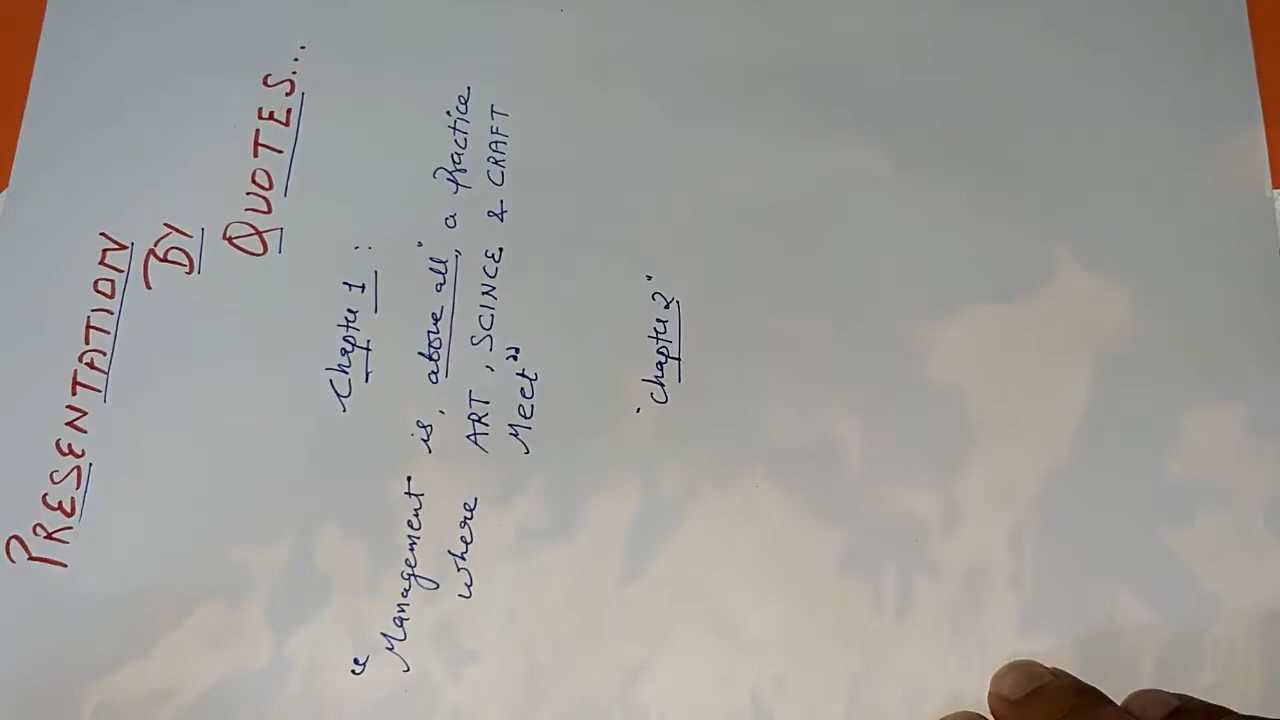 PRESENTATION
BY
QUOTES...
Chapter 1 :
“ Management is, above all", a Practice
where ART, SCINCE & CRAFT
Meet”
"Chapter 2"